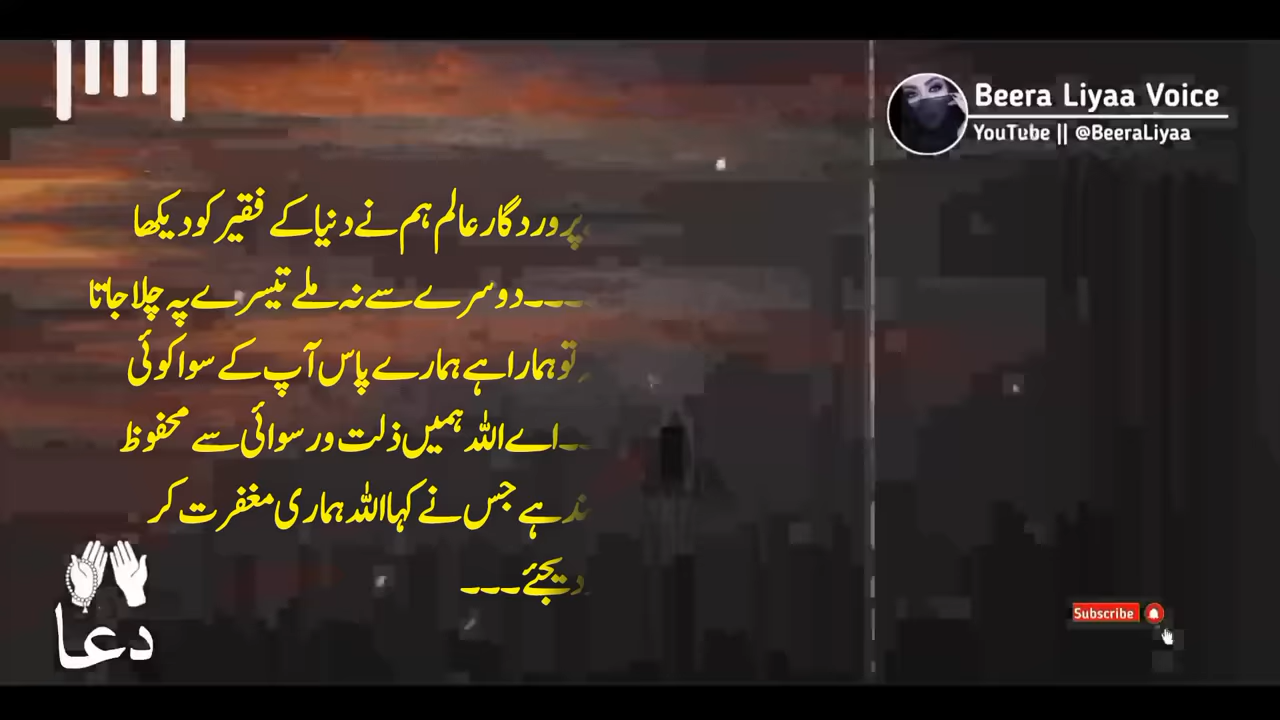 Beera Liyaa Voice
YouTube || @BeeraLiyaa
پروردگار عالم ہم نے دنیا کے فقیر کو دیکھا
۔۔۔۔ دوسرے سے نہ ملے تیسرے پہ چلا جاتا
تو ہمارا ہے ہمارے پاس آپ کے سوا کوئی
۔۔ اے اللہ ہمیں ذلت ورسوائی سے محفوظ
ہے جس نے کہا اللہ ہماری مغفرت کر
دیجئے ۔۔۔
دعا
Subscribe